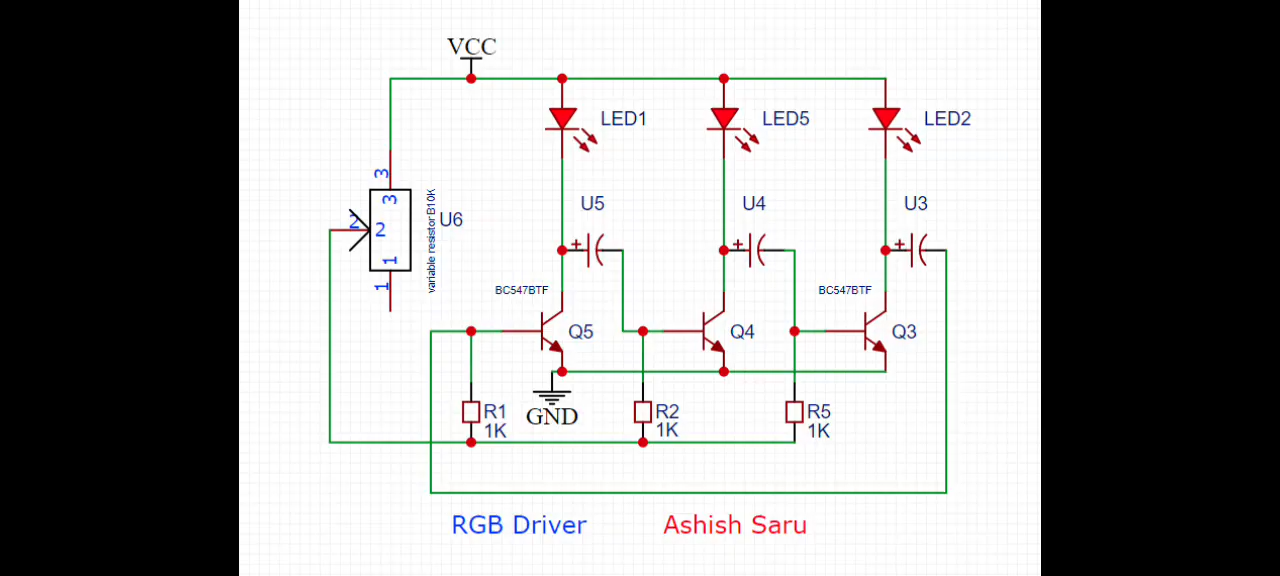 VCC
LED1
LED5
LED2
3
3
2
2
U6
variable resistor B10K
1
1
U5
U4
U3
+
+
+
BC547BTF
BC547BTF
Q5
Q4
Q3
R1
1K
GND
R2
1K
R5
1K
RGB Driver
Ashish Saru